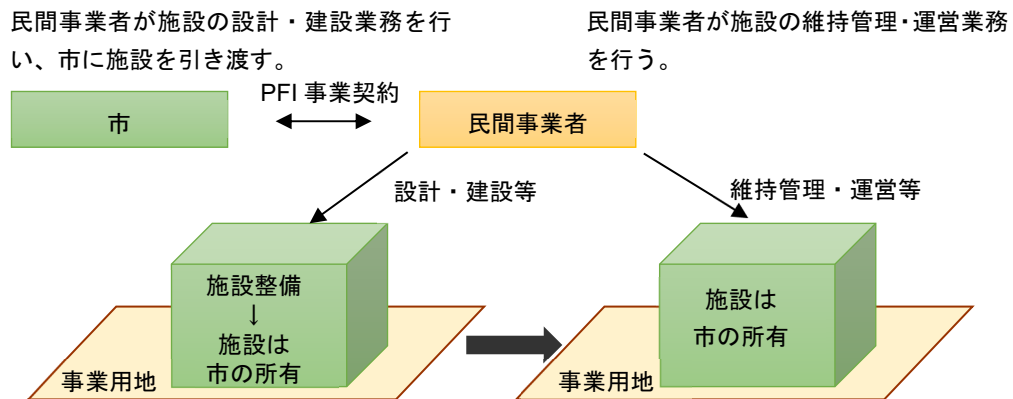 民間事業者が施設の設計・建設業務を行
い、市に施設を引き渡す。
民間事業者が施設の維持管理・運営業務
を行う。
PFI 事業契約
市
民間事業者
設計・建設等
維持管理・運営等
施設整備
↓
施設は
市の所有
事業用地
施設は
市の所有
事業用地